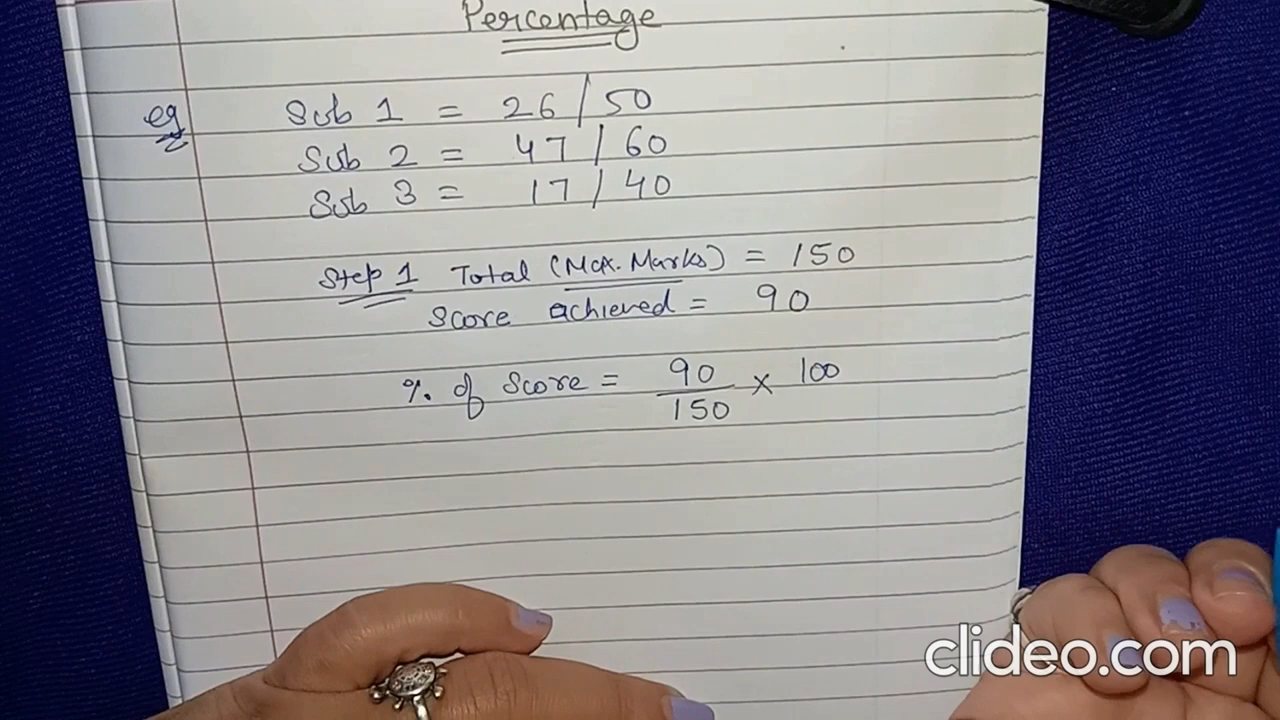 Percentage
eg
Sub 1 = 26 / 50
Sub 2 = 47 / 60
Sub 3 = 17 / 40
Step 1 Total (Max. Marks) = 150
Score achieved = 90
% of Score = 90/150 × 100
clideo.com